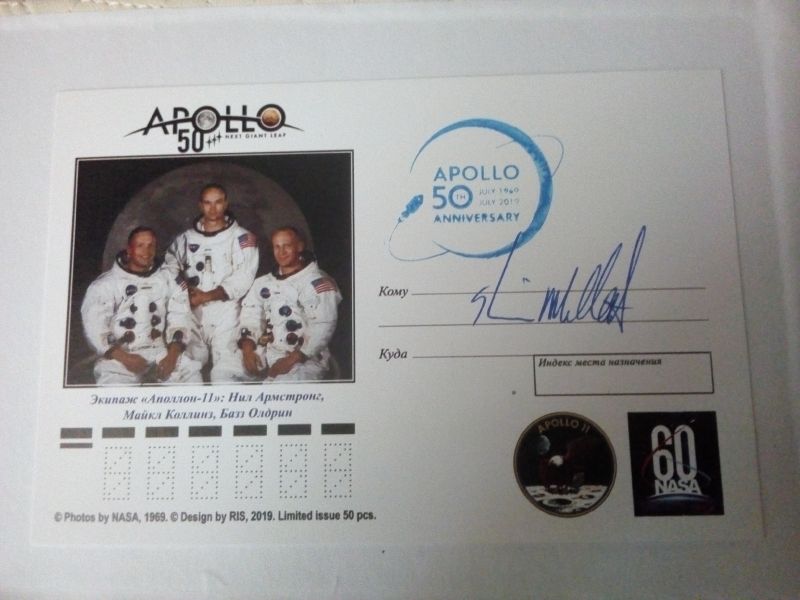 APOLLO
50 NEXT GIANT LEAP
APOLLO
50TH JULY 1969
JULY 2019
ANNIVERSARY
Кому
Куда
Индекс места назначения
Экипаж «Аполлон-11»: Нил Армстронг,
Майкл Коллинз, Базз Олдрин
APOLLO 11
60
NASA
© Photos by NASA, 1969. © Design by RIS, 2019. Limited issue 50 pcs.